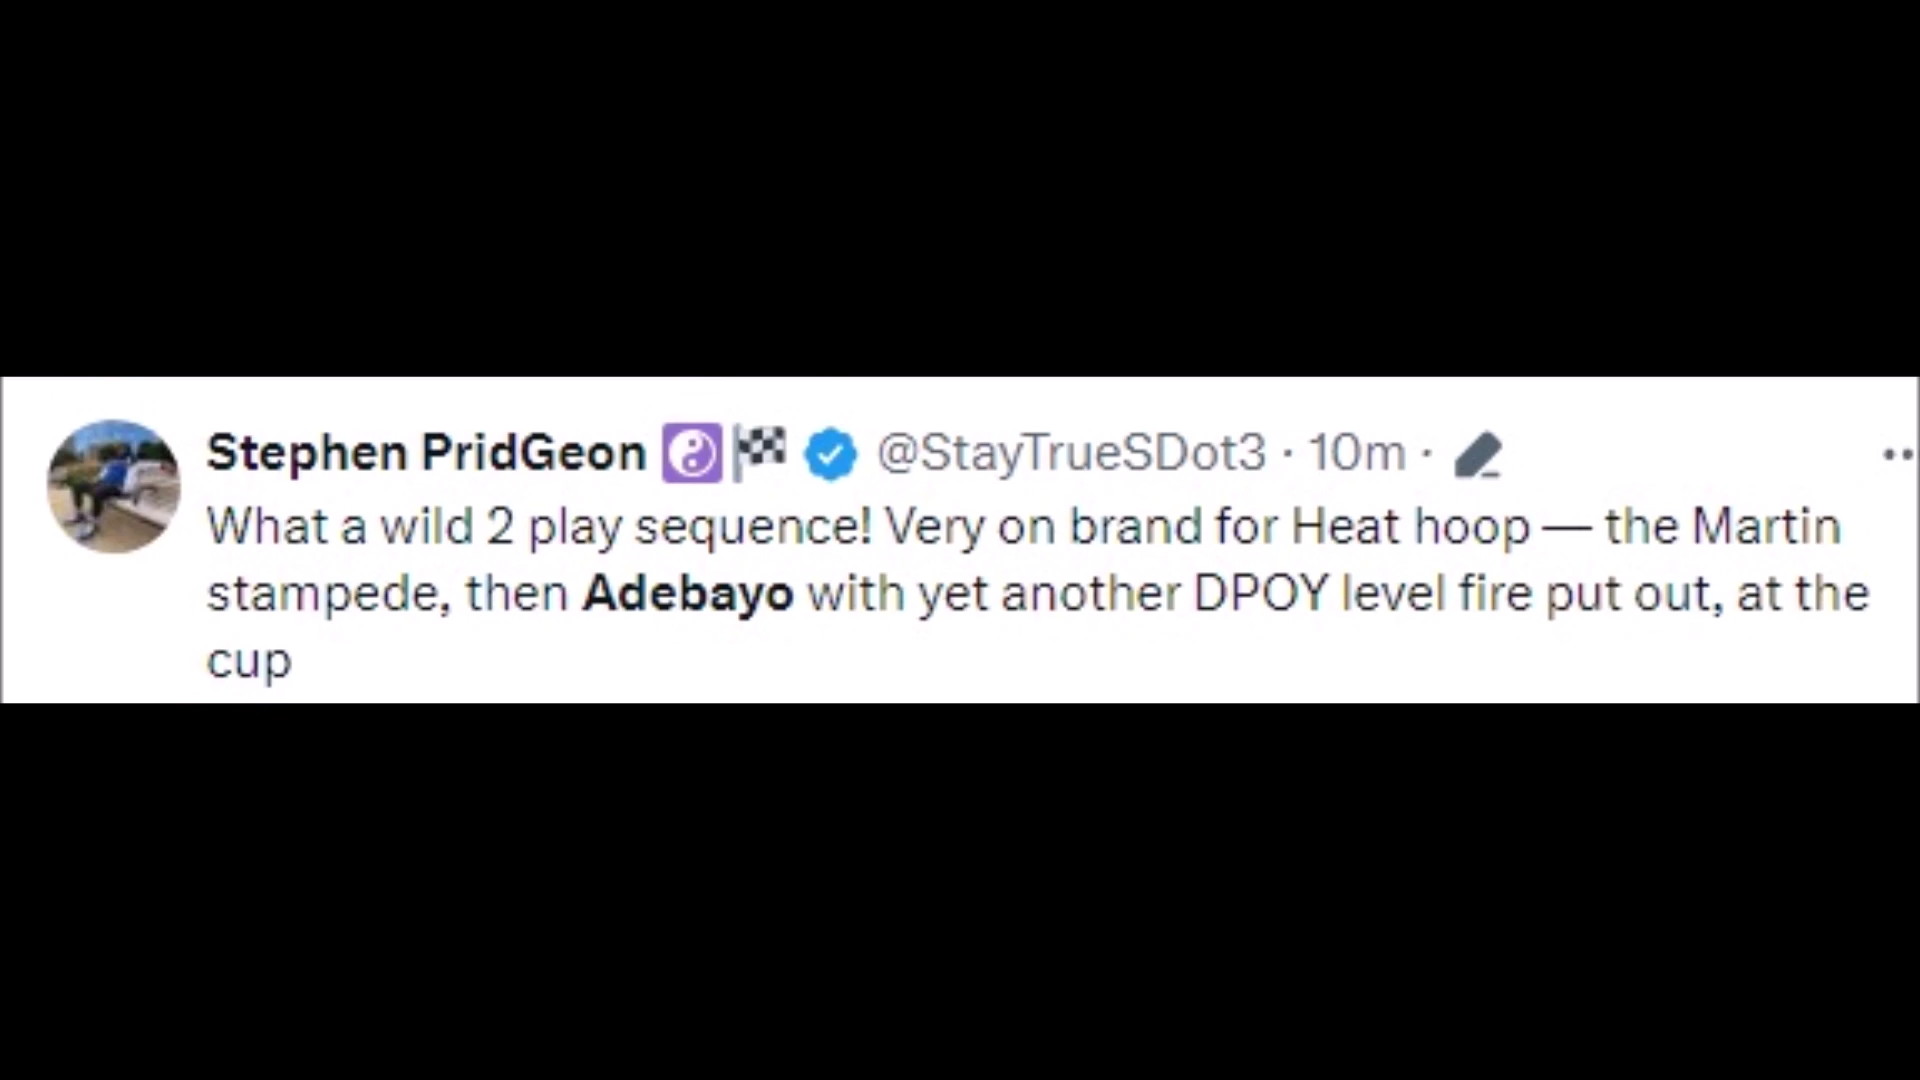 Stephen PridGeon ☯️🏁 @StayTrueSDot3 · 10m ·
What a wild 2 play sequence! Very on brand for Heat hoop — the Martin
stampede, then Adebayo with yet another DPOY level fire put out, at the
cup